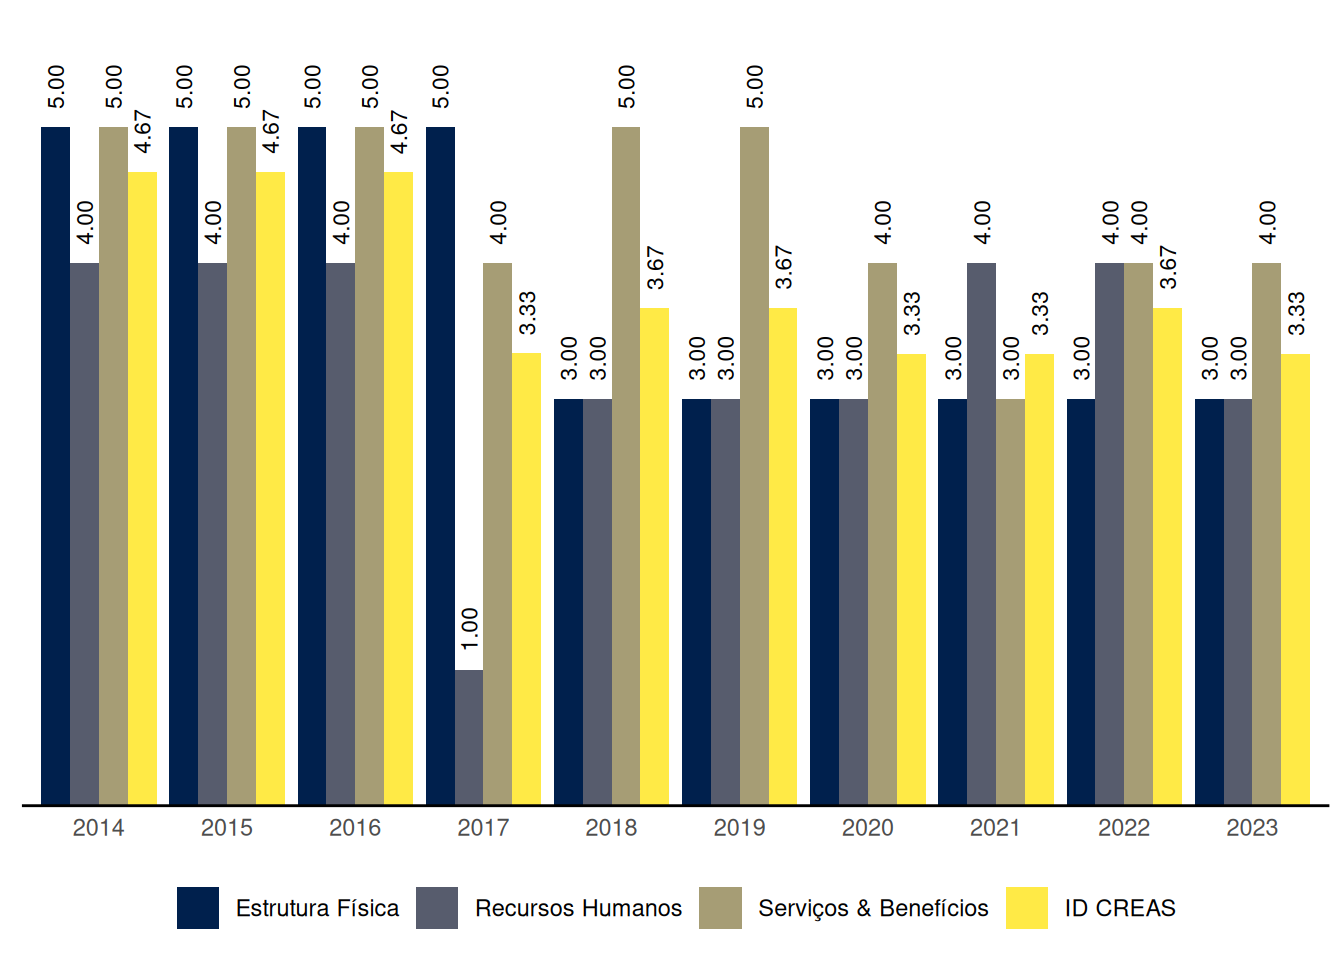 5.00 4.00 5.00 4.67 5.00 4.00 5.00 4.67 5.00 4.00 5.00 4.67 5.00 1.00 4.00 3.33 3.00 3.00 5.00 3.67 3.00 3.00 5.00 3.67 3.00 3.00 4.00 3.33 3.00 4.00 3.00 3.33 3.00 4.00 4.00 3.67 3.00 3.00 4.00 3.33
2014 2015 2016 2017 2018 2019 2020 2021 2022 2023
Estrutura Física Recursos Humanos Serviços & Benefícios ID CREAS